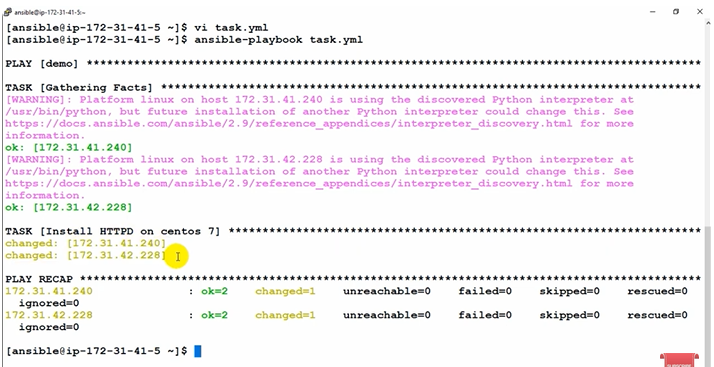 ansible@ip-172-31-41-5:~
[ansible@ip-172-31-41-5 ~]$ vi task.yml
[ansible@ip-172-31-41-5 ~]$ ansible-playbook task.yml
PLAY [demo] *********************************************************************************
TASK [Gathering Facts] **********************************************************************
[WARNING]: Platform linux on host 172.31.41.240 is using the discovered Python interpreter at
/usr/bin/python, but future installation of another Python interpreter could change this. See
https://docs.ansible.com/ansible/2.9/reference_appendices/interpreter_discovery.html for more
information.
ok: [172.31.41.240]
[WARNING]: Platform linux on host 172.31.42.228 is using the discovered Python interpreter at
/usr/bin/python, but future installation of another Python interpreter could change this. See
https://docs.ansible.com/ansible/2.9/reference_appendices/interpreter_discovery.html for more
information.
ok: [172.31.42.228]
TASK [Install HTTPD on centos 7] ************************************************************
changed: [172.31.41.240]
changed: [172.31.42.228]
PLAY RECAP **********************************************************************************
172.31.41.240 : ok=2 changed=1 unreachable=0 failed=0 skipped=0 rescued=0
ignored=0
172.31.42.228 : ok=2 changed=1 unreachable=0 failed=0 skipped=0 rescued=0
ignored=0
[ansible@ip-172-31-41-5 ~]$